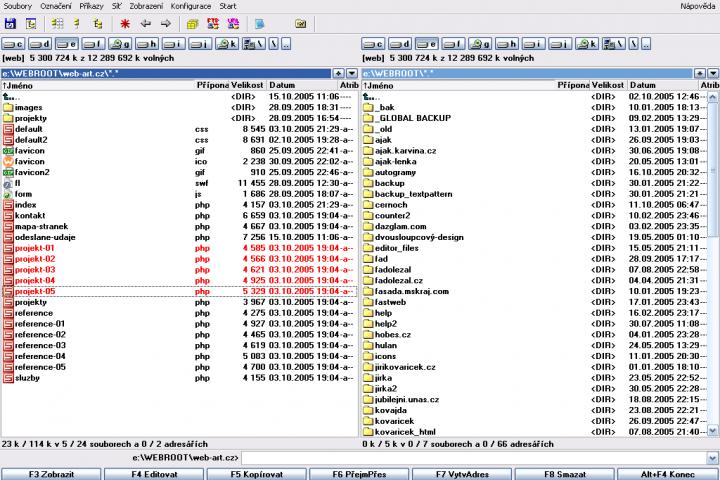 Soubory Označení Příkazy Síť Zobrazení Konfigurace Start Nápověda
c d e f g h i j k \ \ ..
c d e f g h i j k \ \ ..
[web] 5 300 724 k z 12 289 692 k volných
[web] 5 300 724 k z 12 289 692 k volných
e:\WEBROOT\web-art.cz\*.*
↑Jméno Přípona Velikost Datum Atrib
.. <DIR> 15.10.2005 11:06 ----
images <DIR> 28.09.2005 18:31 ----
projekty <DIR> 28.09.2005 16:54 ----
default css 8 545 03.10.2005 21:29 -a--
default2 css 8 691 02.10.2005 19:28 -a--
favicon gif 860 25.09.2005 22:41 -a--
favicon ico 2 238 30.09.2005 22:02 -a--
favicon2 gif 910 25.09.2005 22:46 -a--
fl swf 11 455 28.09.2005 12:30 -a--
form js 1 686 28.09.2005 18:07 -a--
index php 4 157 03.10.2005 21:29 -a--
kontakt php 6 659 03.10.2005 19:04 -a--
mapa-stranek php 4 667 03.10.2005 19:04 -a--
odeslane-udaje php 7 256 15.10.2005 11:06 -a--
projekt-01 php 4 585 03.10.2005 19:04 -a--
projekt-02 php 4 566 03.10.2005 19:04 -a--
projekt-03 php 4 621 03.10.2005 19:04 -a--
projekt-04 php 4 925 03.10.2005 19:04 -a--
projekt-05 php 5 329 03.10.2005 19:04 -a--
projekty php 3 967 03.10.2005 19:04 -a--
reference php 4 275 03.10.2005 19:04 -a--
reference-01 php 4 927 03.10.2005 19:04 -a--
reference-02 php 4 465 03.10.2005 19:04 -a--
reference-03 php 4 619 03.10.2005 19:04 -a--
reference-04 php 5 083 03.10.2005 19:04 -a--
reference-05 php 4 700 03.10.2005 19:04 -a--
sluzby php 4 155 03.10.2005 19:04 -a--
23 k / 114 k v 5 / 24 souborech a 0 / 2 adresářích
e:\WEBROOT\*.*
↑Jméno Přípona Velikost Datum Atrib
.. <DIR> 02.10.2005 12:46 ----
_bak <DIR> 10.01.2005 18:13 ----
_GLOBAL BACKUP <DIR> 09.02.2005 13:29 ----
_old <DIR> 13.01.2005 19:07 ----
ajak <DIR> 26.09.2005 19:03 ----
ajak.karvina.cz <DIR> 30.06.2005 19:08 ----
ajak-lenka <DIR> 20.05.2005 13:01 ----
autogramy <DIR> 16.10.2005 20:32 ----
backup <DIR> 30.01.2005 21:22 ----
backup_textpattern <DIR> 30.01.2005 21:21 ----
cernoch <DIR> 11.10.2005 06:47 ----
counter2 <DIR> 10.02.2005 23:46 ----
dazglam.com <DIR> 03.02.2005 23:35 ----
dvousloupcový-design <DIR> 19.05.2005 01:10 ----
editor_files <DIR> 15.05.2005 21:11 ----
fad <DIR> 28.09.2005 17:17 ----
fadolezal <DIR> 07.08.2005 22:58 ----
fadolezal.cz <DIR> 04.04.2005 21:31 ----
fasada.mskraj.com <DIR> 10.01.2005 19:23 ----
fastweb <DIR> 17.01.2005 23:43 ----
help <DIR> 16.02.2005 23:17 ----
help2 <DIR> 30.07.2005 11:08 ----
hobes.cz <DIR> 04.01.2005 23:28 ----
hulan <DIR> 24.05.2005 13:29 ----
icons <DIR> 11.01.2005 20:30 ----
jirikovaricek.cz <DIR> 01.01.2005 18:10 ----
jirka <DIR> 23.05.2005 22:52 ----
jirka2 <DIR> 30.05.2005 22:28 ----
jubilejni.unas.cz <DIR> 18.08.2005 22:15 ----
kovajda <DIR> 23.08.2005 22:21 ----
kovaricek <DIR> 26.09.2005 22:47 ----
kovaricek_html <DIR> 07.08.2005 21:40 ----
0 k / 5 k v 0 / 7 souborech a 0 / 66 adresářích
e:\WEBROOT\web-art.cz>
F3 Zobrazit F4 Editovat F5 Kopírovat F6 PřejmPřes F7 VytvAdres F8 Smazat Alt+F4 Konec